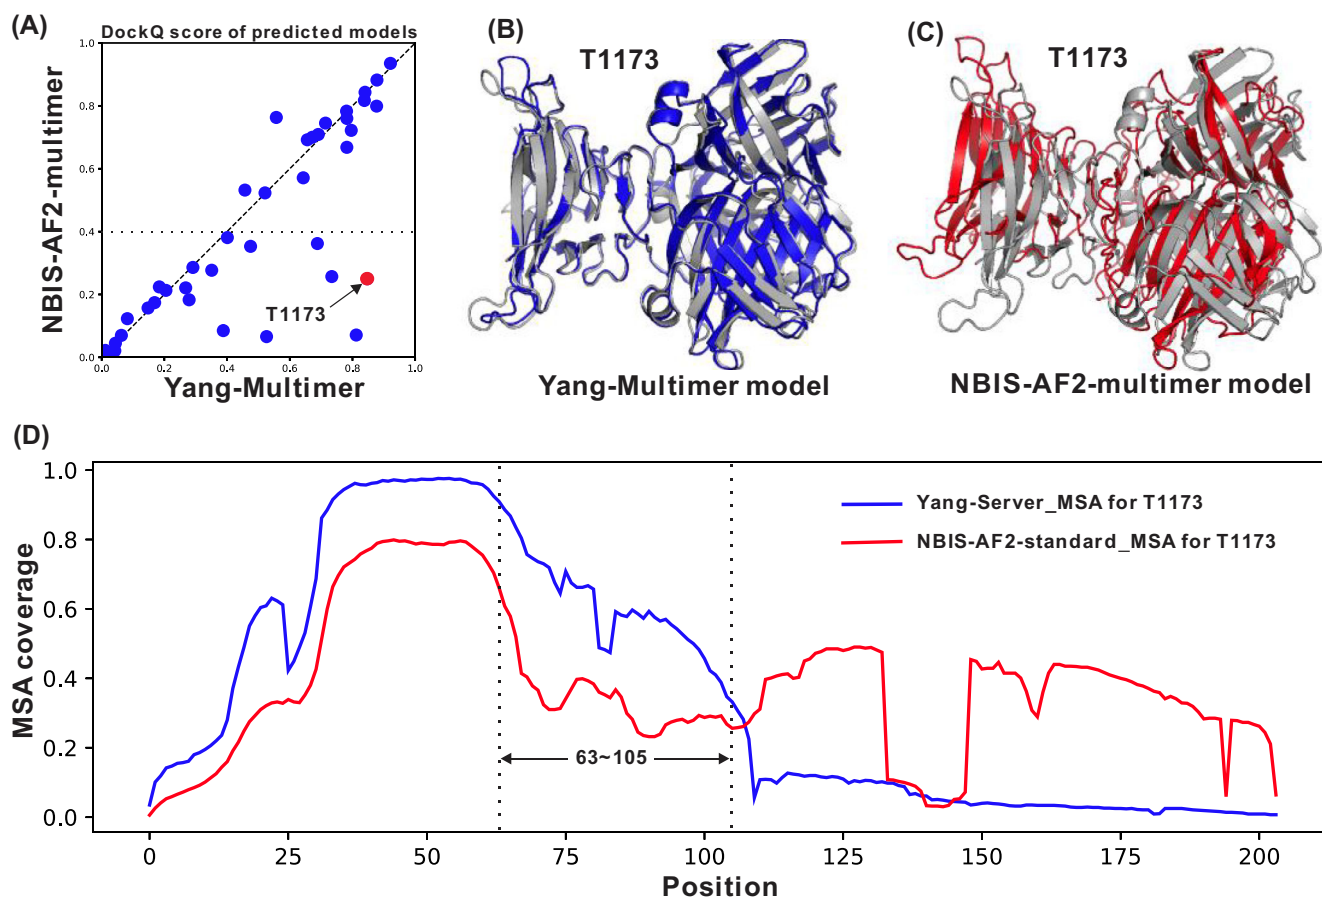 (A)
DockQ score of predicted models
NBIS-AF2-multimer
1.0
0.8
0.6
0.4
0.2
0.0
T1173
0.0 0.2 0.4 0.6 0.8 1.0
Yang-Multimer
(B)
T1173
Yang-Multimer model
(C)
T1173
NBIS-AF2-multimer model
(D)
MSA coverage
1.0
0.8
0.6
0.4
0.2
0.0
Yang-Server_MSA for T1173
NBIS-AF2-standard_MSA for T1173
63~105
0 25 50 75 100 125 150 175 200
Position